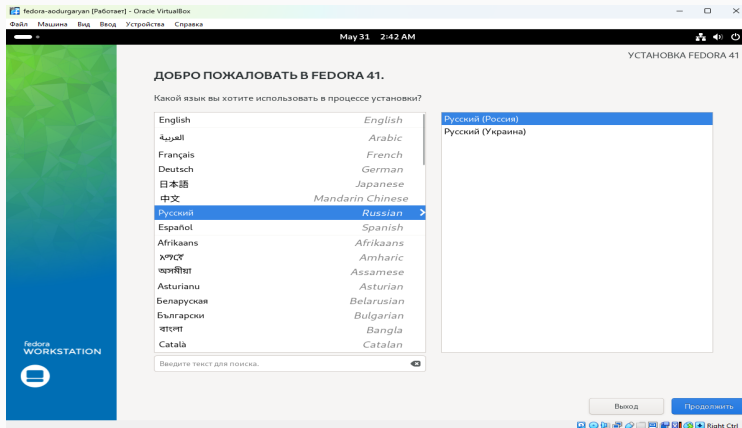 fedora-aodurgaryan [Работает] - Oracle VirtualBox
Файл Машина Вид Ввод Устройства Справка
May 31 2:42 AM
УСТАНОВКА FEDORA 41
ДОБРО ПОЖАЛОВАТЬ В FEDORA 41.
Какой язык вы хотите использовать в процессе установки?
English English
العربية Arabic
Français French
Deutsch German
日本語 Japanese
中文 Mandarin Chinese
Русский Russian
Español Spanish
Afrikaans Afrikaans
አማርኛ Amharic
অসমীয়া Assamese
Asturianu Asturian
Беларуская Belarusian
Български Bulgarian
বাংলা Bangla
Català Catalan
Введите текст для поиска.
Русский (Россия)
Русский (Украина)
fedora
WORKSTATION
Выход
Продолжить
Right Ctrl